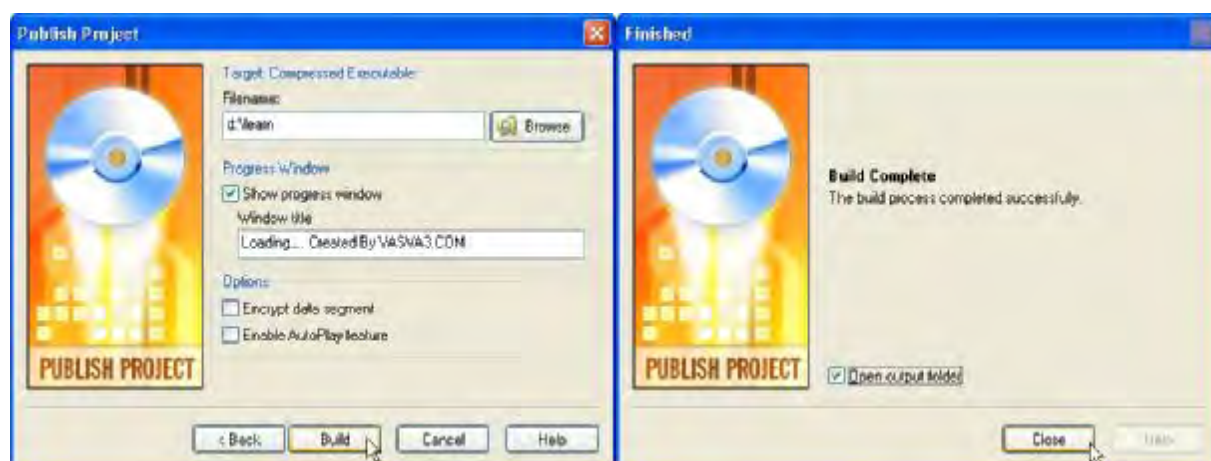 Publish Project
Target: Compressed Executable
Filename:
Browse
Progress Window
Show progress window
Window title
Loading.... Created By VASVA3.COM
Options
Encrypt data segment
Enable AutoPlay feature
PUBLISH PROJECT
< Back
Build
Cancel
Help
Finished
Build Complete
The build process completed successfully.
PUBLISH PROJECT
Open output folder
Close
Help